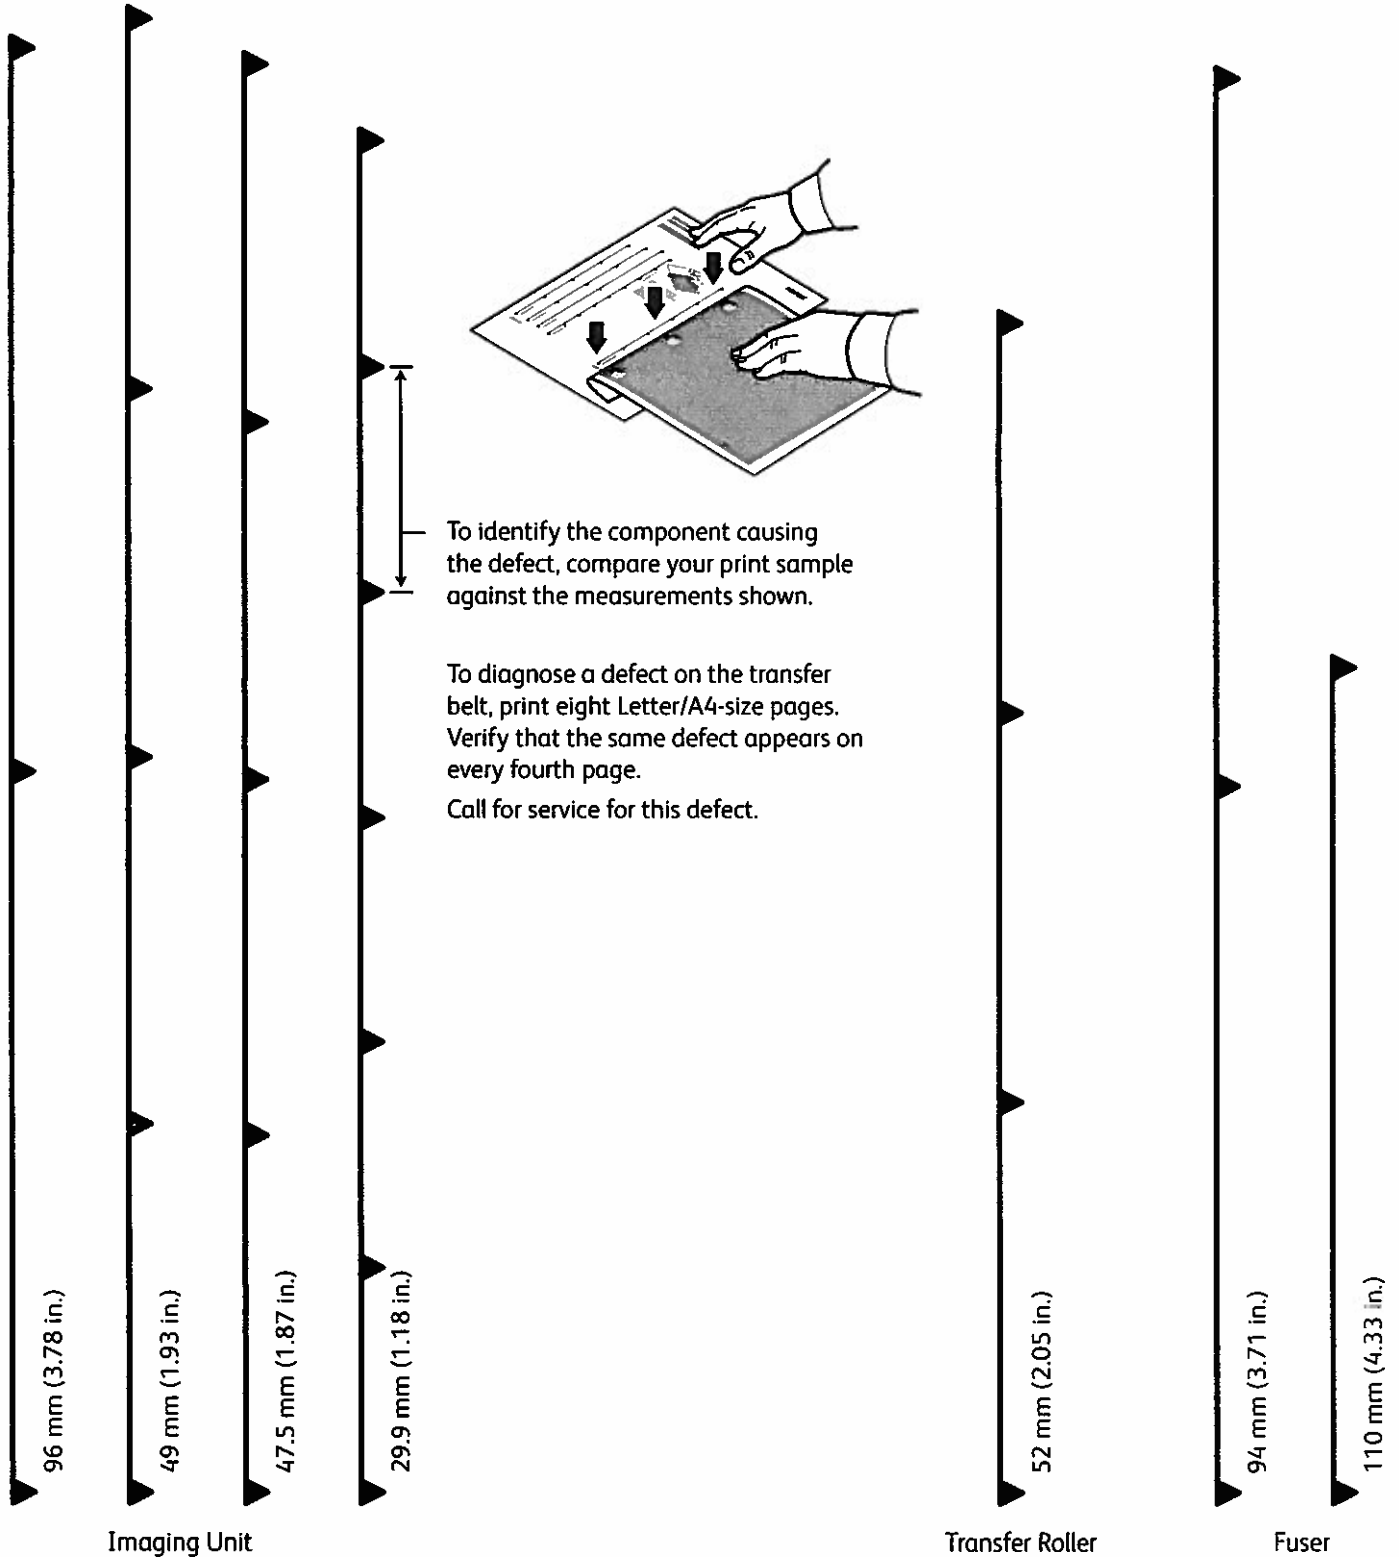 To identify the component causing
the defect, compare your print sample
against the measurements shown.
To diagnose a defect on the transfer
belt, print eight Letter/A4-size pages.
Verify that the same defect appears on
every fourth page.
Call for service for this defect.
96 mm (3.78 in.)
49 mm (1.93 in.)
47.5 mm (1.87 in.)
29.9 mm (1.18 in.)
52 mm (2.05 in.)
94 mm (3.71 in.)
110 mm (4.33 in.)
Imaging Unit
Transfer Roller
Fuser